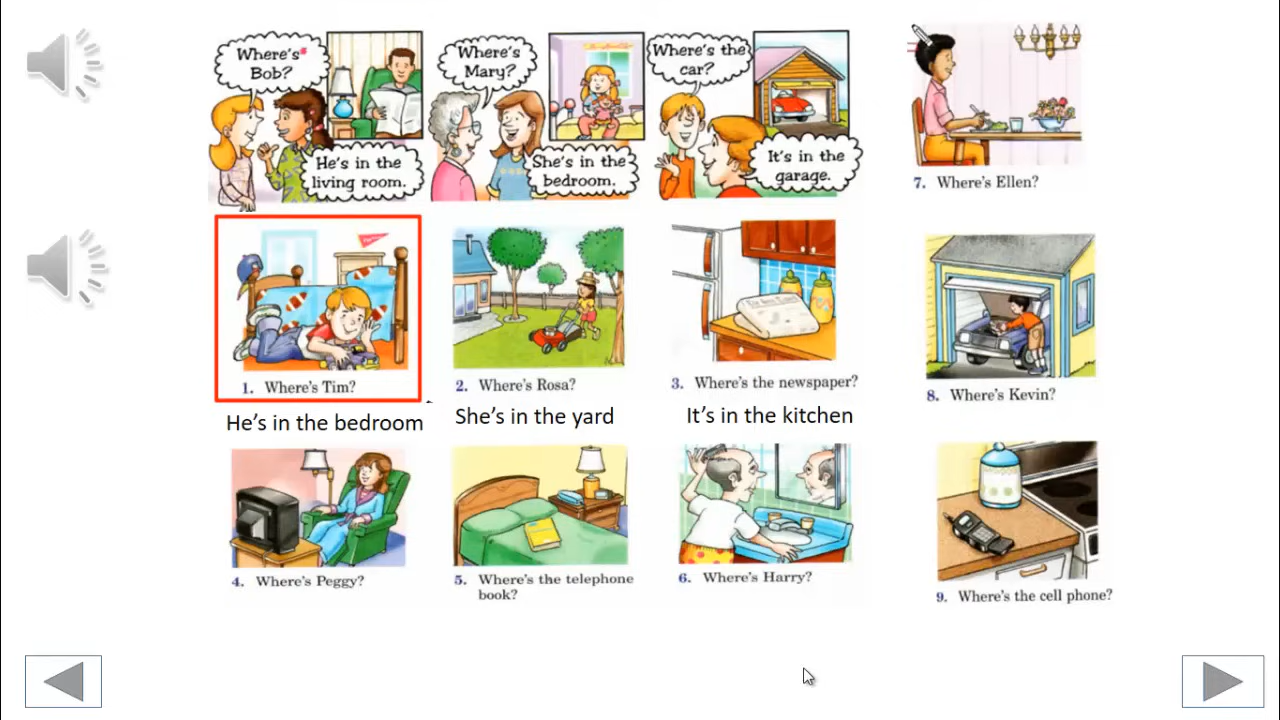 Where's*
Bob?
He's in the
living room.
Where's
Mary?
She's in the
bedroom.
Where's the
car?
It's in the
garage.
7. Where's Ellen?
1. Where's Tim?
He's in the bedroom
2. Where's Rosa?
She's in the yard
3. Where's the newspaper?
It's in the kitchen
8. Where's Kevin?
4. Where's Peggy?
5. Where's the telephone
book?
6. Where's Harry?
9. Where's the cell phone?